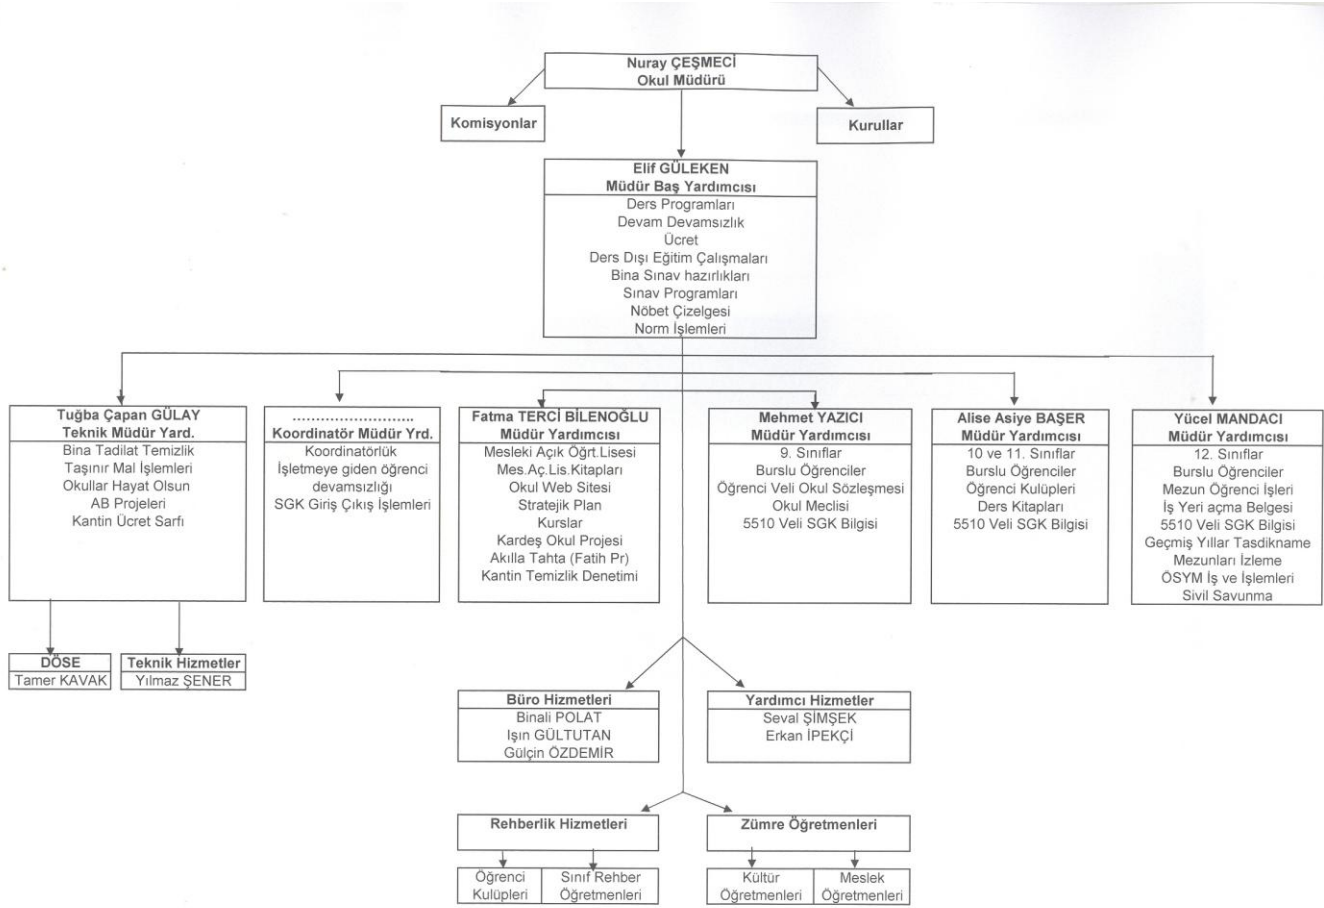 Nuray ÇEŞMECİ
Okul Müdürü
Komisyonlar
Kurullar
Elif GÜLEKEN
Müdür Baş Yardımcısı
Ders Programları
Devam Devamsızlık
Ücret
Ders Dışı Eğitim Çalışmaları
Bina Sınav hazırlıkları
Sınav Programları
Nöbet Çizelgesi
Norm İşlemleri
Tuğba Çapan GÜLAY
Teknik Müdür Yard.
Bina Tadilat Temizlik
Taşınır Mal İşlemleri
Okullar Hayat Olsun
AB Projeleri
Kantin Ücret Sarfı
..............................
Koordinatör Müdür Yrd.
Koordinatörlük
İşletmeye giden öğrenci
devamsızlığı
SGK Giriş Çıkış İşlemleri
Fatma TERCİ BİLENOĞLU
Müdür Yardımcısı
Mesleki Açık Öğrt.Lisesi
Mes.Aç.Lis.Kitapları
Okul Web Sitesi
Stratejik Plan
Kurslar
Kardeş Okul Projesi
Akılla Tahta (Fatih Pr)
Kantin Temizlik Denetimi
Mehmet YAZICI
Müdür Yardımcısı
9. Sınıflar
Burslu Öğrenciler
Öğrenci Veli Okul Sözleşmesi
Okul Meclisi
5510 Veli SGK Bilgisi
Alise Asiye BAŞER
Müdür Yardımcısı
10 ve 11. Sınıflar
Burslu Öğrenciler
Öğrenci Kulüpleri
Ders Kitapları
5510 Veli SGK Bilgisi
Yücel MANDACI
Müdür Yardımcısı
12. Sınıflar
Burslu Öğrenciler
Mezun Öğrenci İşleri
İş Yeri açma Belgesi
5510 Veli SGK Bilgisi
Geçmiş Yıllar Tasdikname
Mezunları İzleme
ÖSYM İş ve İşlemleri
Sivil Savunma
DÖSE
Tamer KAVAK
Teknik Hizmetler
Yılmaz ŞENER
Büro Hizmetleri
Binali POLAT
Işın GÜLTUTAN
Gülçin ÖZDEMİR
Yardımcı Hizmetler
Seval ŞİMŞEK
Erkan İPEKÇİ
Rehberlik Hizmetleri
Zümre Öğretmenleri
Öğrenci
Kulüpleri
Sınıf Rehber
Öğretmenleri
Kültür
Öğretmenleri
Meslek
Öğretmenleri